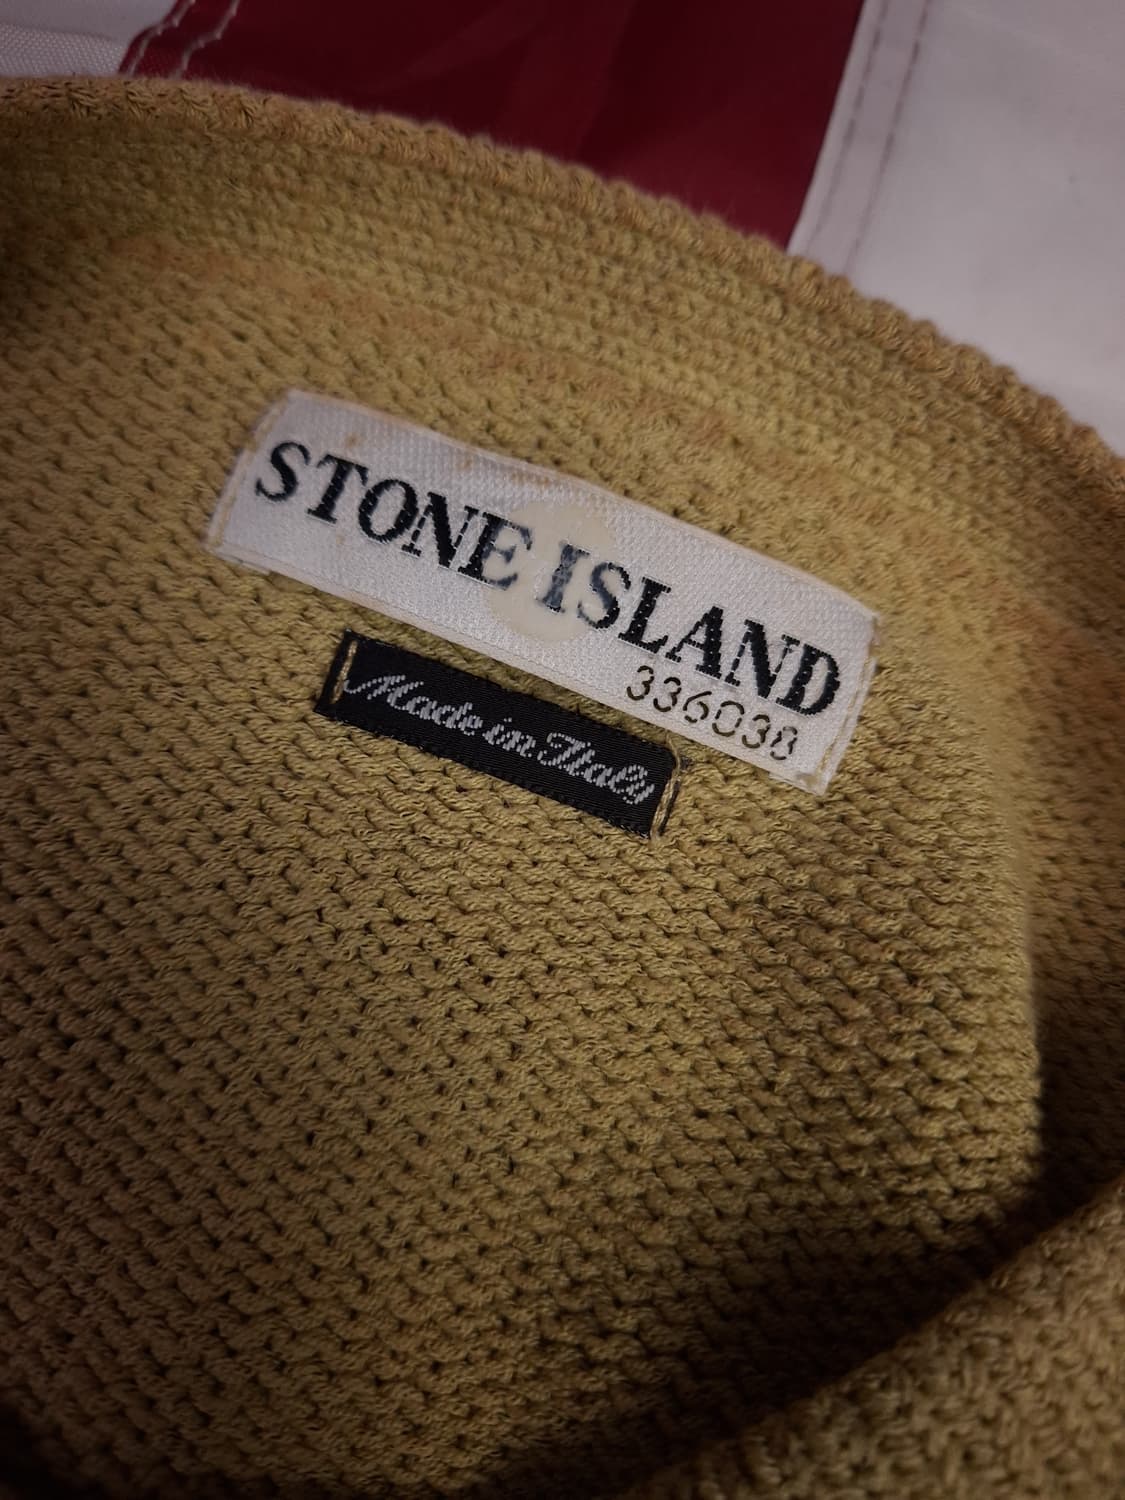 STONE ISLAND
336038
Made in Italy